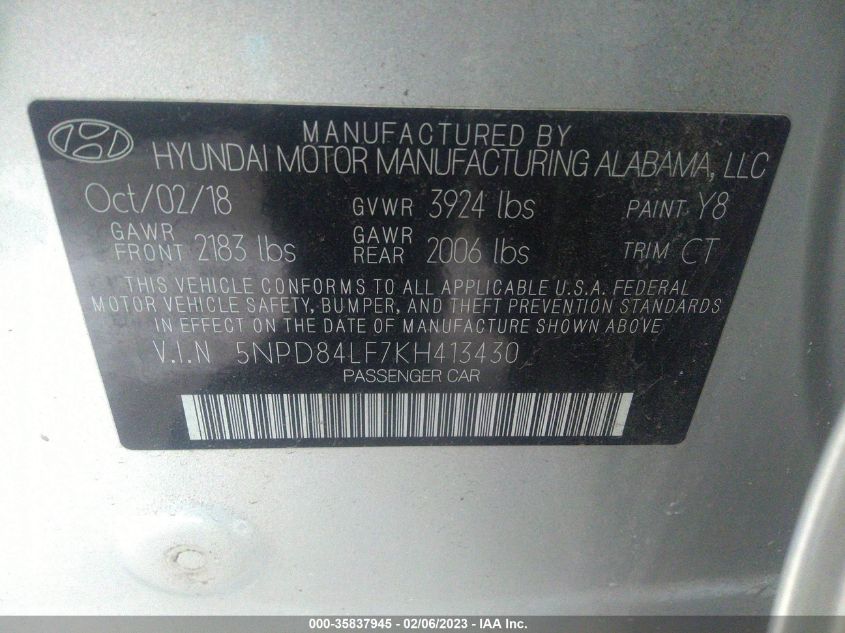 MANUFACTURED BY
HYUNDAI MOTOR MANUFACTURING ALABAMA, LLC
Oct/02/18 GVWR 3924 lbs PAINT Y8
GAWR FRONT 2183 lbs GAWR REAR 2006 lbs TRIM CT
THIS VEHICLE CONFORMS TO ALL APPLICABLE U.S.A. FEDERAL
MOTOR VEHICLE SAFETY, BUMPER, AND THEFT PREVENTION STANDARDS
IN EFFECT ON THE DATE OF MANUFACTURE SHOWN ABOVE
V.I.N 5NPD84LF7KH413430
PASSENGER CAR
000-35837945 - 02/06/2023 - IAA Inc.